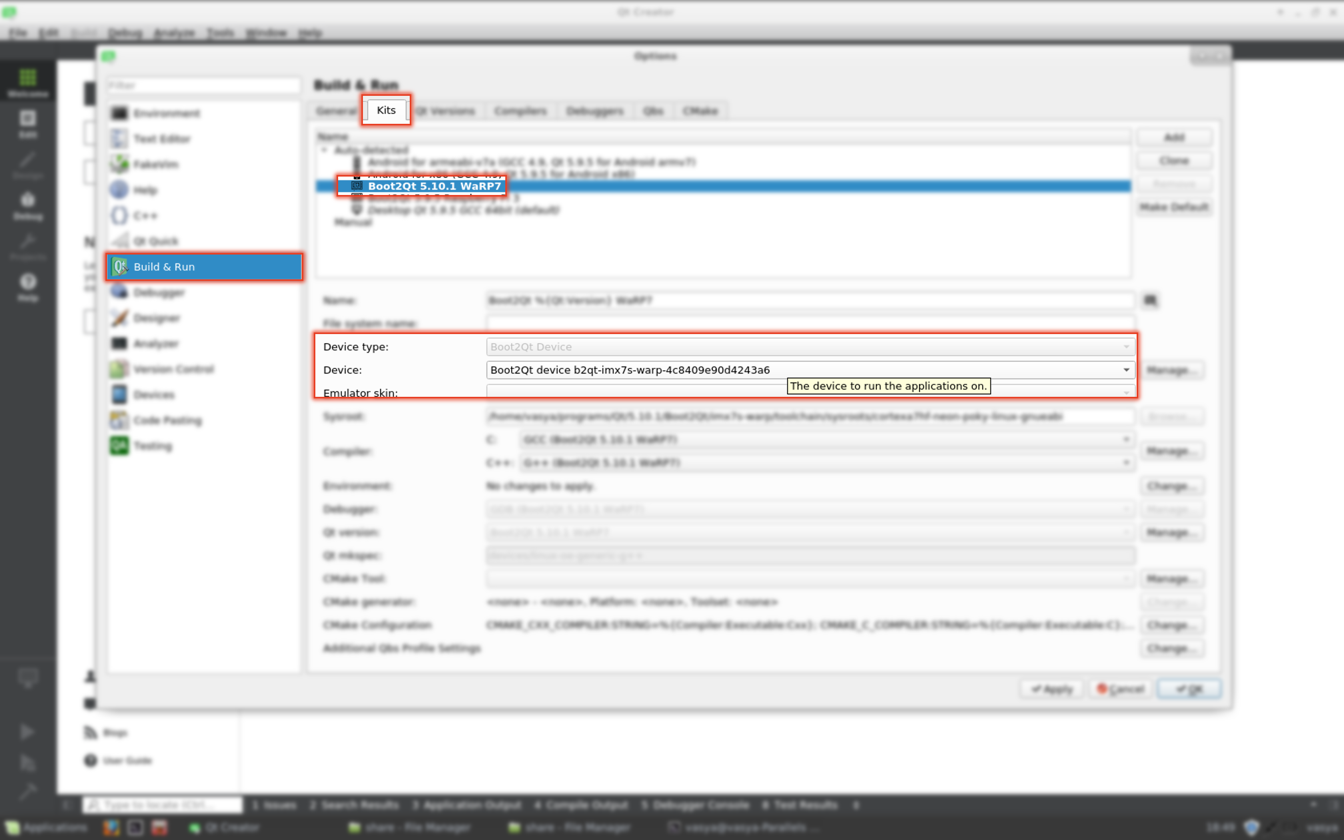 Qt Creator
File Edit Build Debug Analyze Tools Window Help
Options
Filter
Build & Run
General Kits Qt Versions Compilers Debuggers Qbs CMake
Welcome
Edit
Design
Debug
Projects
Help
Environment
Text Editor
FakeVim
Help
C++
Qt Quick
Build & Run
Debugger
Designer
Analyzer
Version Control
Devices
Code Pasting
Testing
Name
Auto-detected
Android for armeabi-v7a (GCC 4.9, Qt 5.9.5 for Android armv7)
Android for x86 (GCC 4.9, Qt 5.9.5 for Android x86)
Boot2Qt 5.10.1 WaRP7
Desktop Qt 5.9.5 GCC 64bit (default)
Manual
Add
Clone
Remove
Make Default
Name: Boot2Qt %{Qt:Version} WaRP7
File system name:
Device type: Boot2Qt Device
Device: Boot2Qt device b2qt-imx7s-warp-4c8409e90d4243a6 Manage...
The device to run the applications on.
Emulator skin:
Sysroot: /home/vasya/programs/Qt/5.10.1/Boot2Qt/imx7s-warp/toolchain/sysroots/cortexa7hf-neon-poky-linux-gnueabi Browse...
Compiler: C: GCC (Boot2Qt 5.10.1 WaRP7) Manage...
C++: G++ (Boot2Qt 5.10.1 WaRP7)
Environment: No changes to apply. Change...
Debugger: GDB (Boot2Qt 5.10.1 WaRP7) Manage...
Qt version: Boot2Qt 5.10.1 WaRP7 Manage...
Qt mkspec: devices/linux-oe-generic-g++
CMake Tool: Manage...
CMake generator: <none> - <none>, Platform: <none>, Toolset: <none> Change...
CMake Configuration CMAKE_CXX_COMPILER:STRING=%{Compiler:Executable:Cxx}; CMAKE_C_COMPILER:STRING=%{Compiler:Executable:C};... Change...
Additional Qbs Profile Settings Change...
Apply Cancel OK
Blogs
User Guide
Type to locate (Ctrl... 1 Issues 2 Search Results 3 Application Output 4 Compile Output 5 Debugger Console 8 Test Results
Applications Qt Creator share - File Manager share - File Manager vasya@vasya-Parallels ... 18:49 vasya